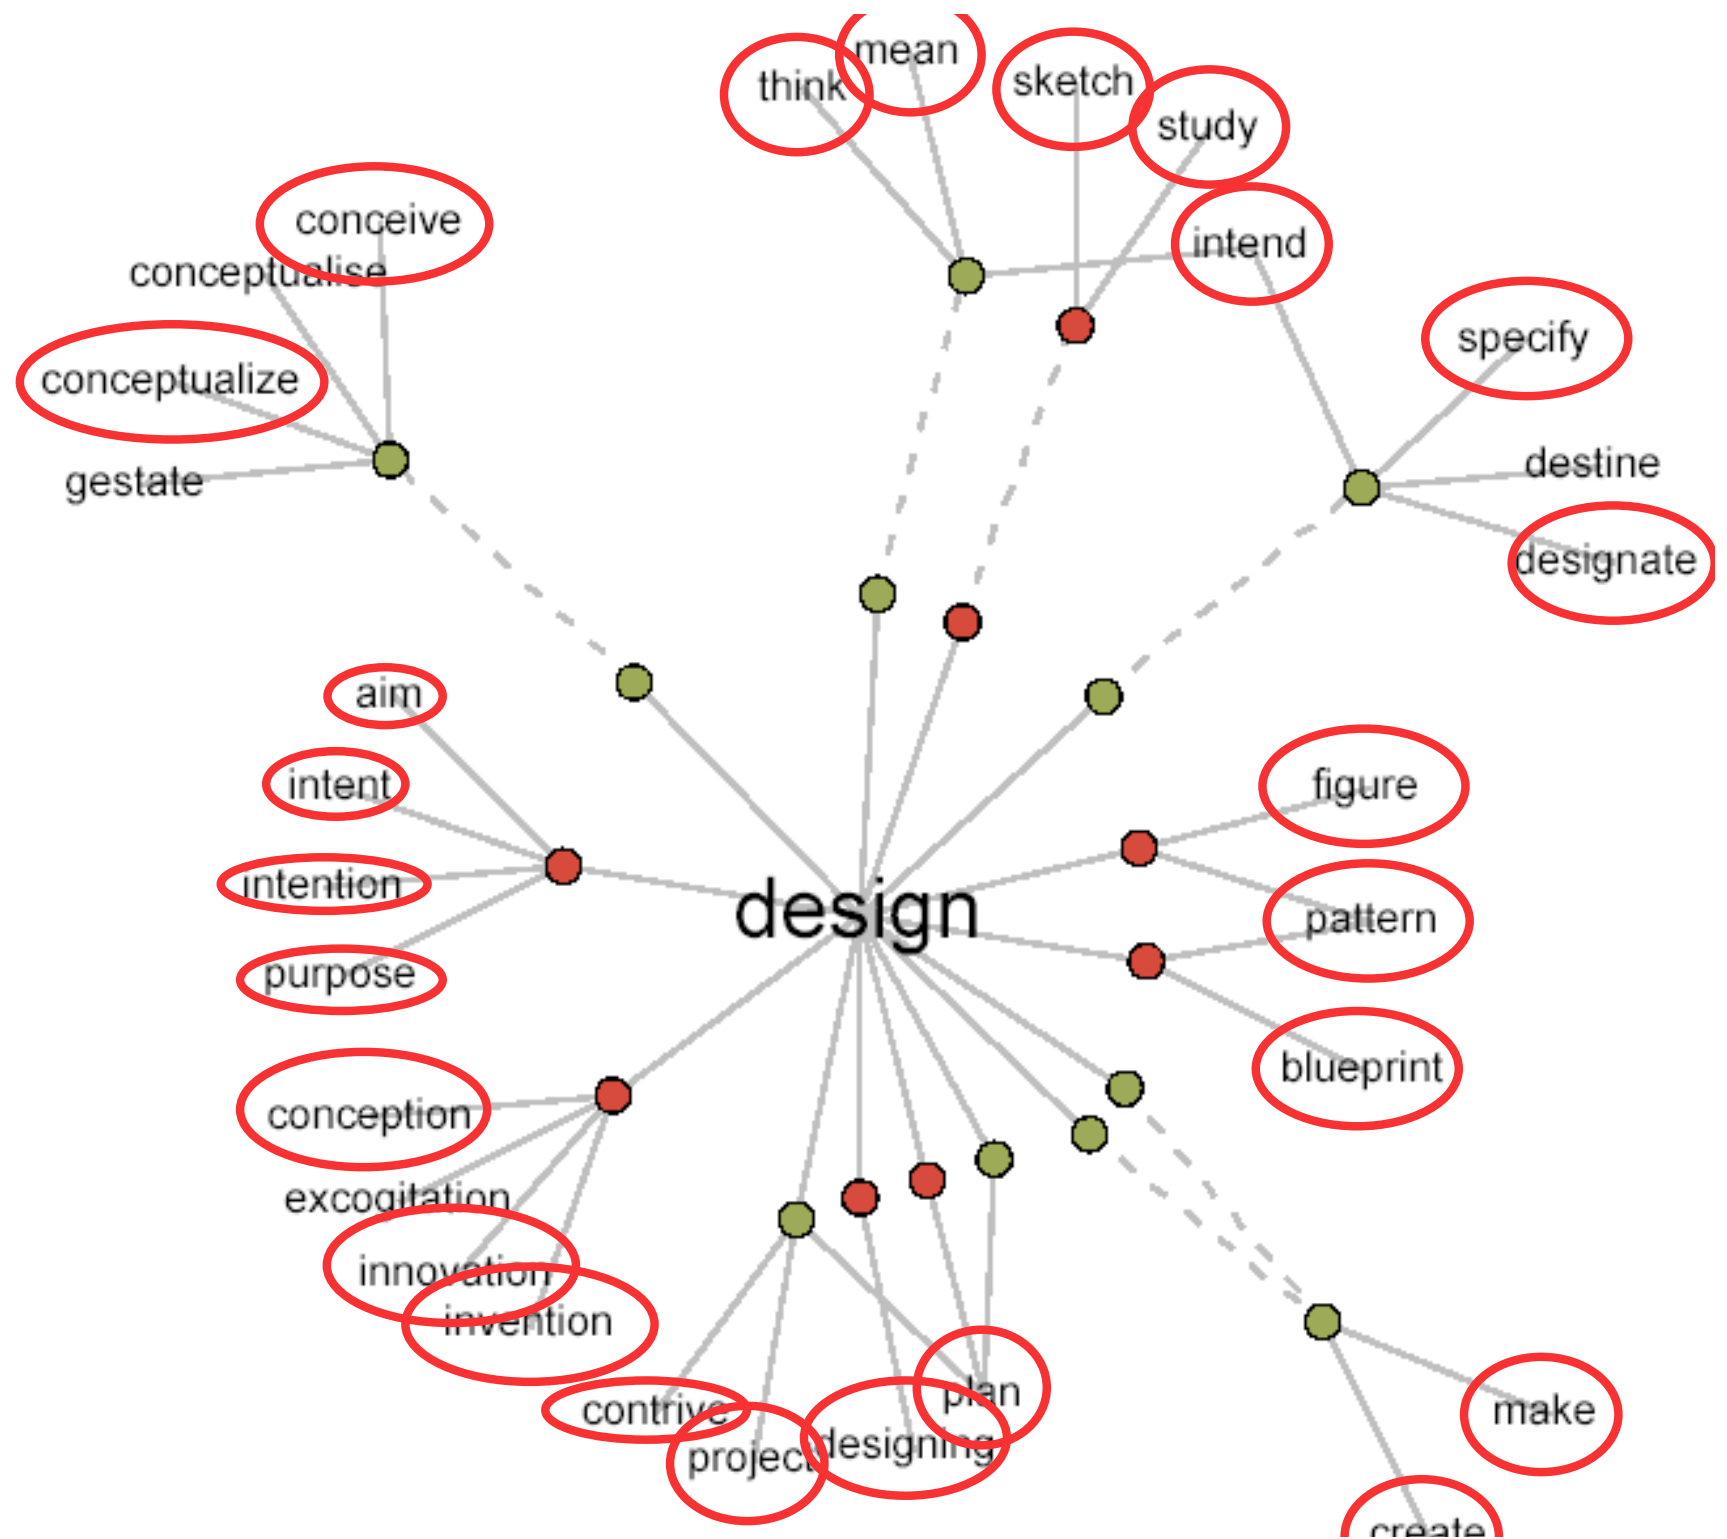 mean
think
sketch
study
conceive
intend
conceptualise
specify
conceptualize
destine
gestate
designate
aim
intent
figure
intention
design
pattern
purpose
blueprint
conception
excogitation
innovation
invention
plan
contrive
make
designing
project
create